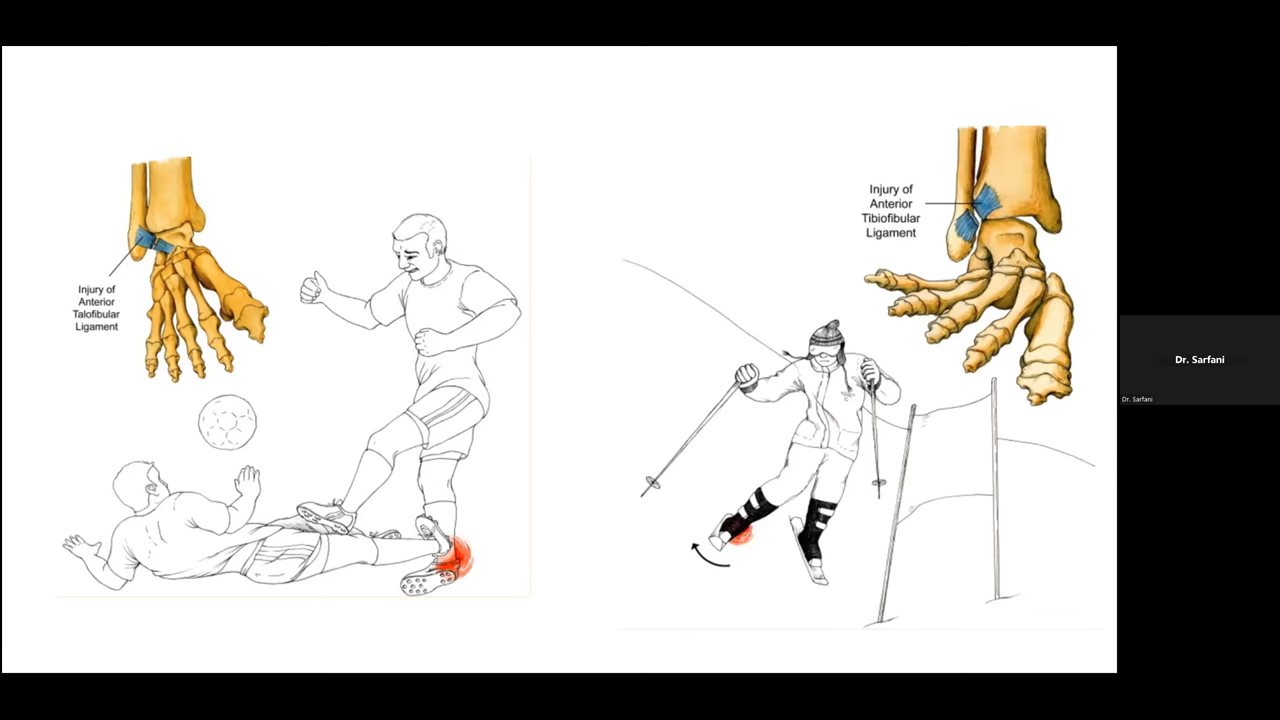 Injury of
Anterior
Talofibular
Ligament
Injury of
Anterior
Tibiofibular
Ligament
Dr. Sarfani
Dr. Sarfani